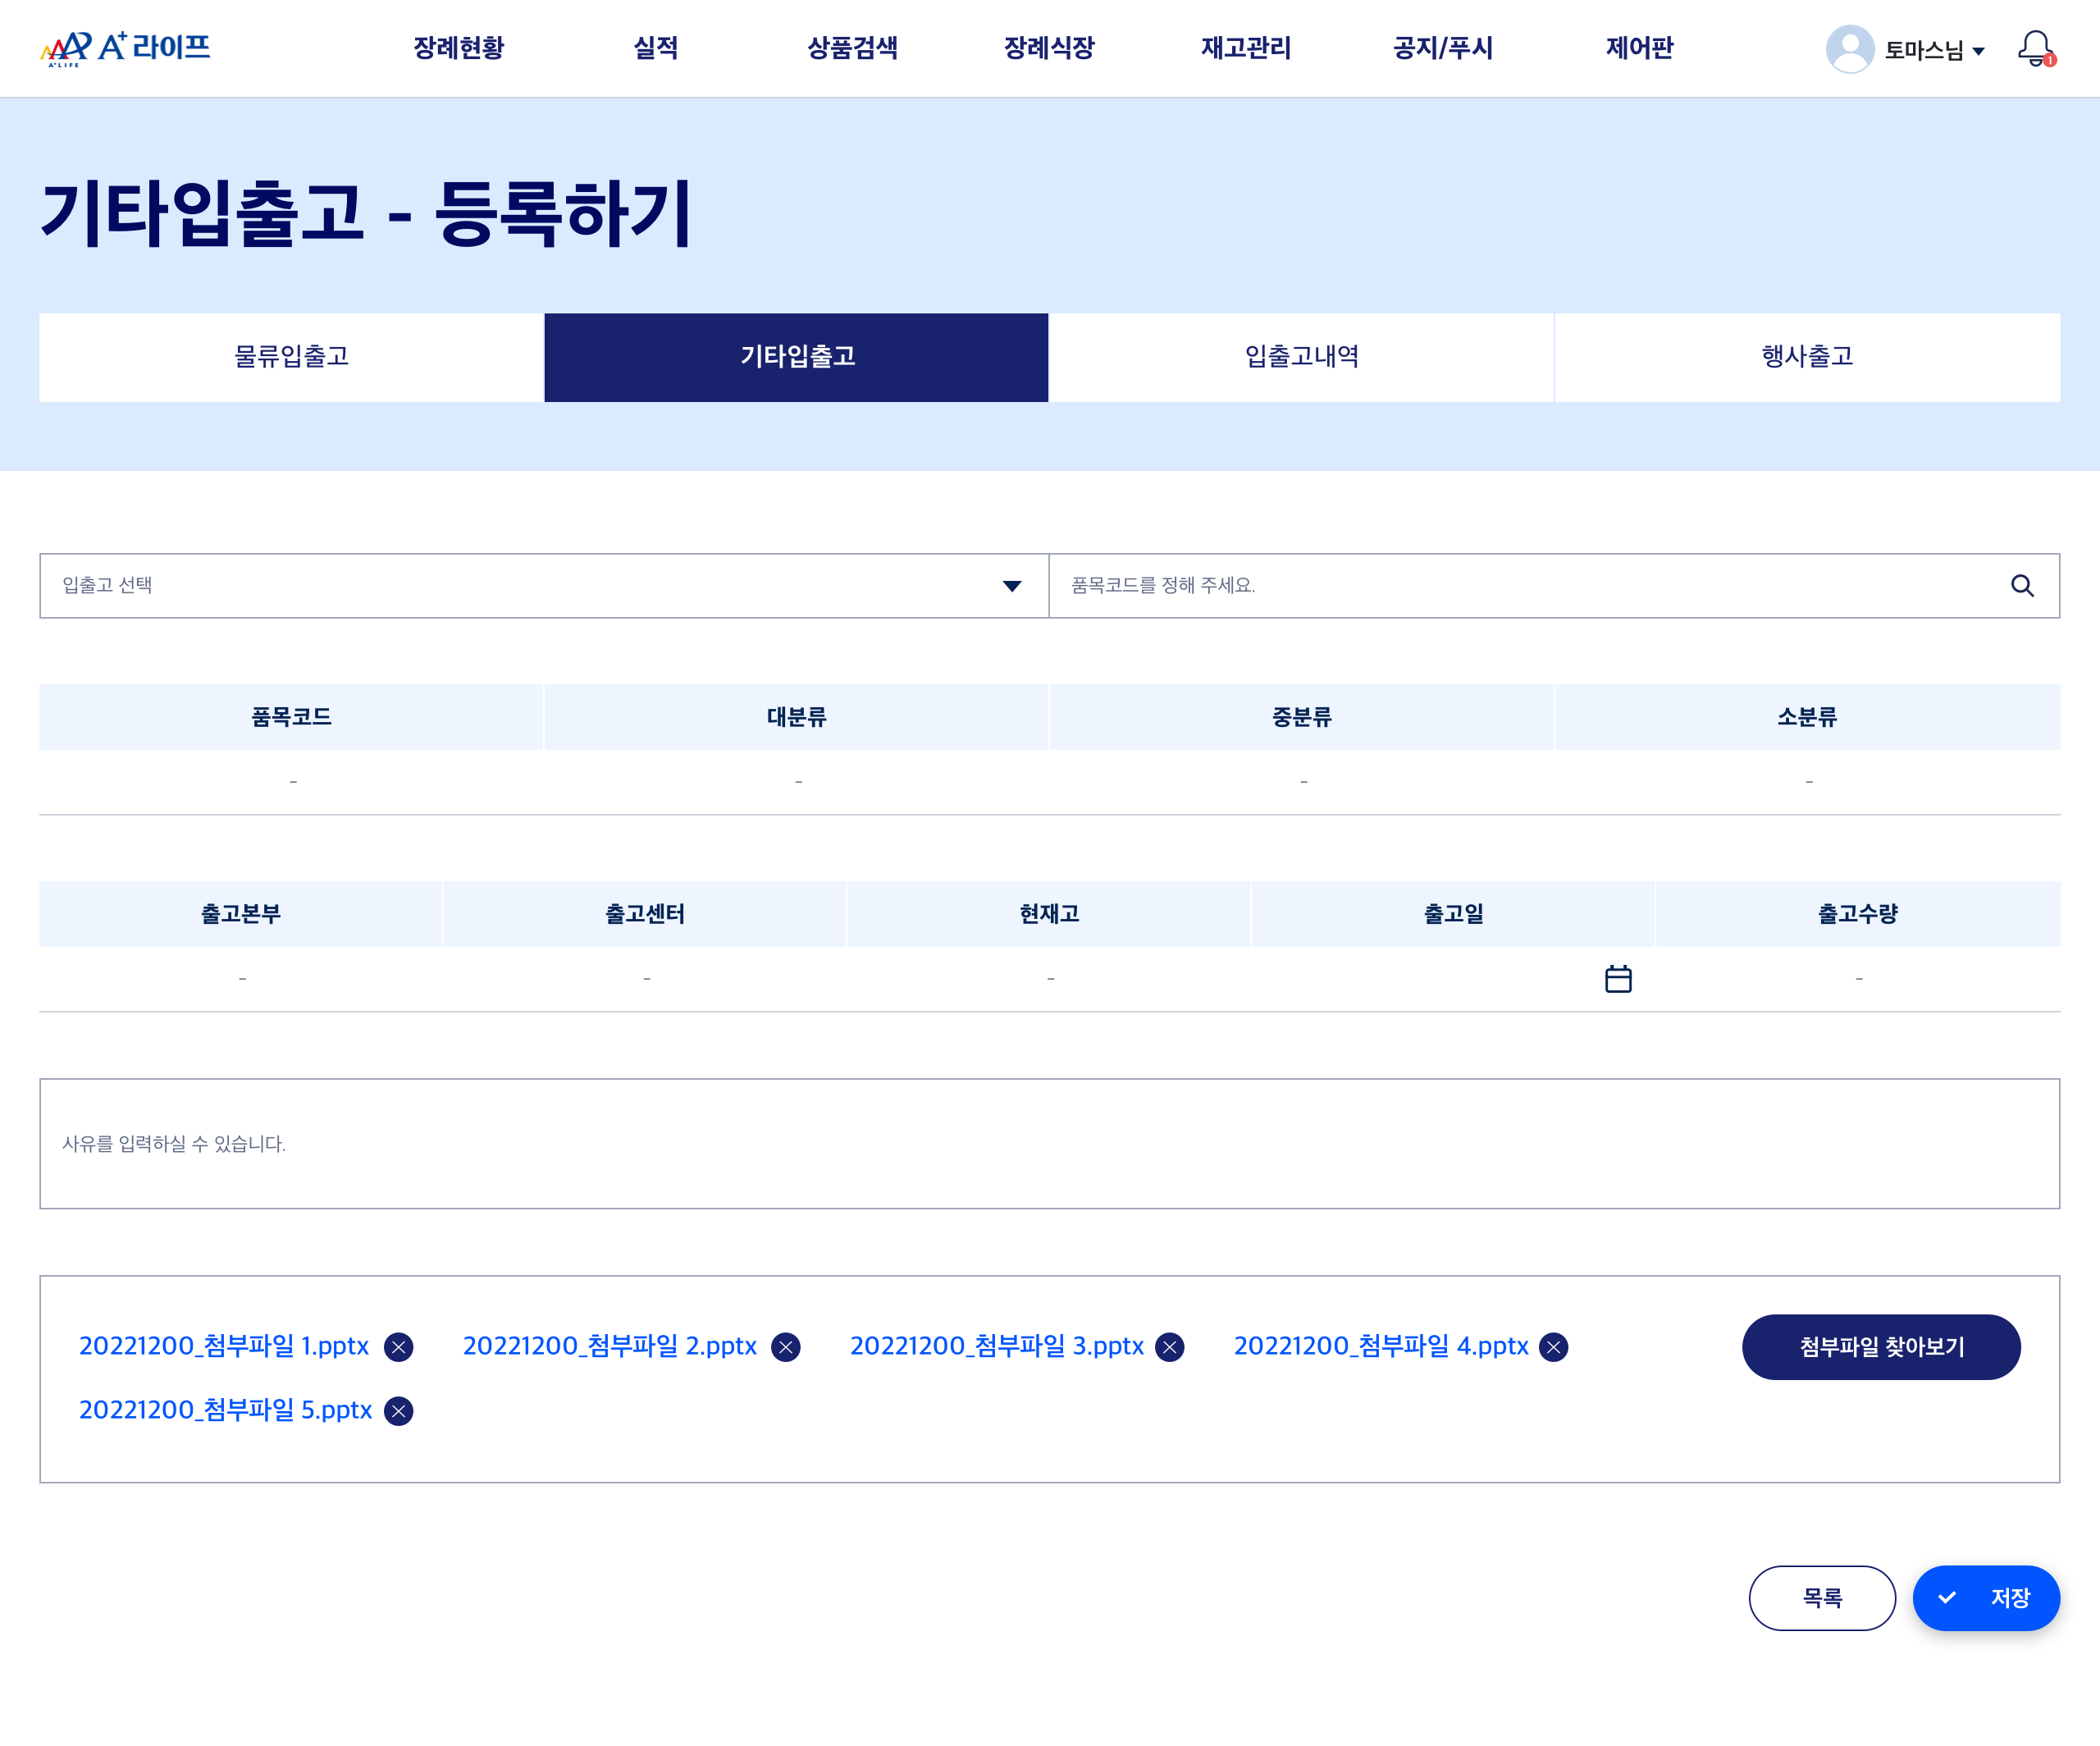 A+ LIFE A+ 라이프 장례현황 실적 상품검색 장례식장 재고관리 공지/푸시 제어판 토마스님 1
기타입출고 - 등록하기
물류입출고 기타입출고 입출고내역 행사출고
입출고 선택 품목코드를 정해 주세요.
품목코드 대분류 중분류 소분류
- - - -
출고본부 출고센터 현재고 출고일 출고수량
- - - -
사유를 입력하실 수 있습니다.
20221200_첨부파일 1.pptx 20221200_첨부파일 2.pptx 20221200_첨부파일 3.pptx 20221200_첨부파일 4.pptx 첨부파일 찾아보기
20221200_첨부파일 5.pptx
목록 저장